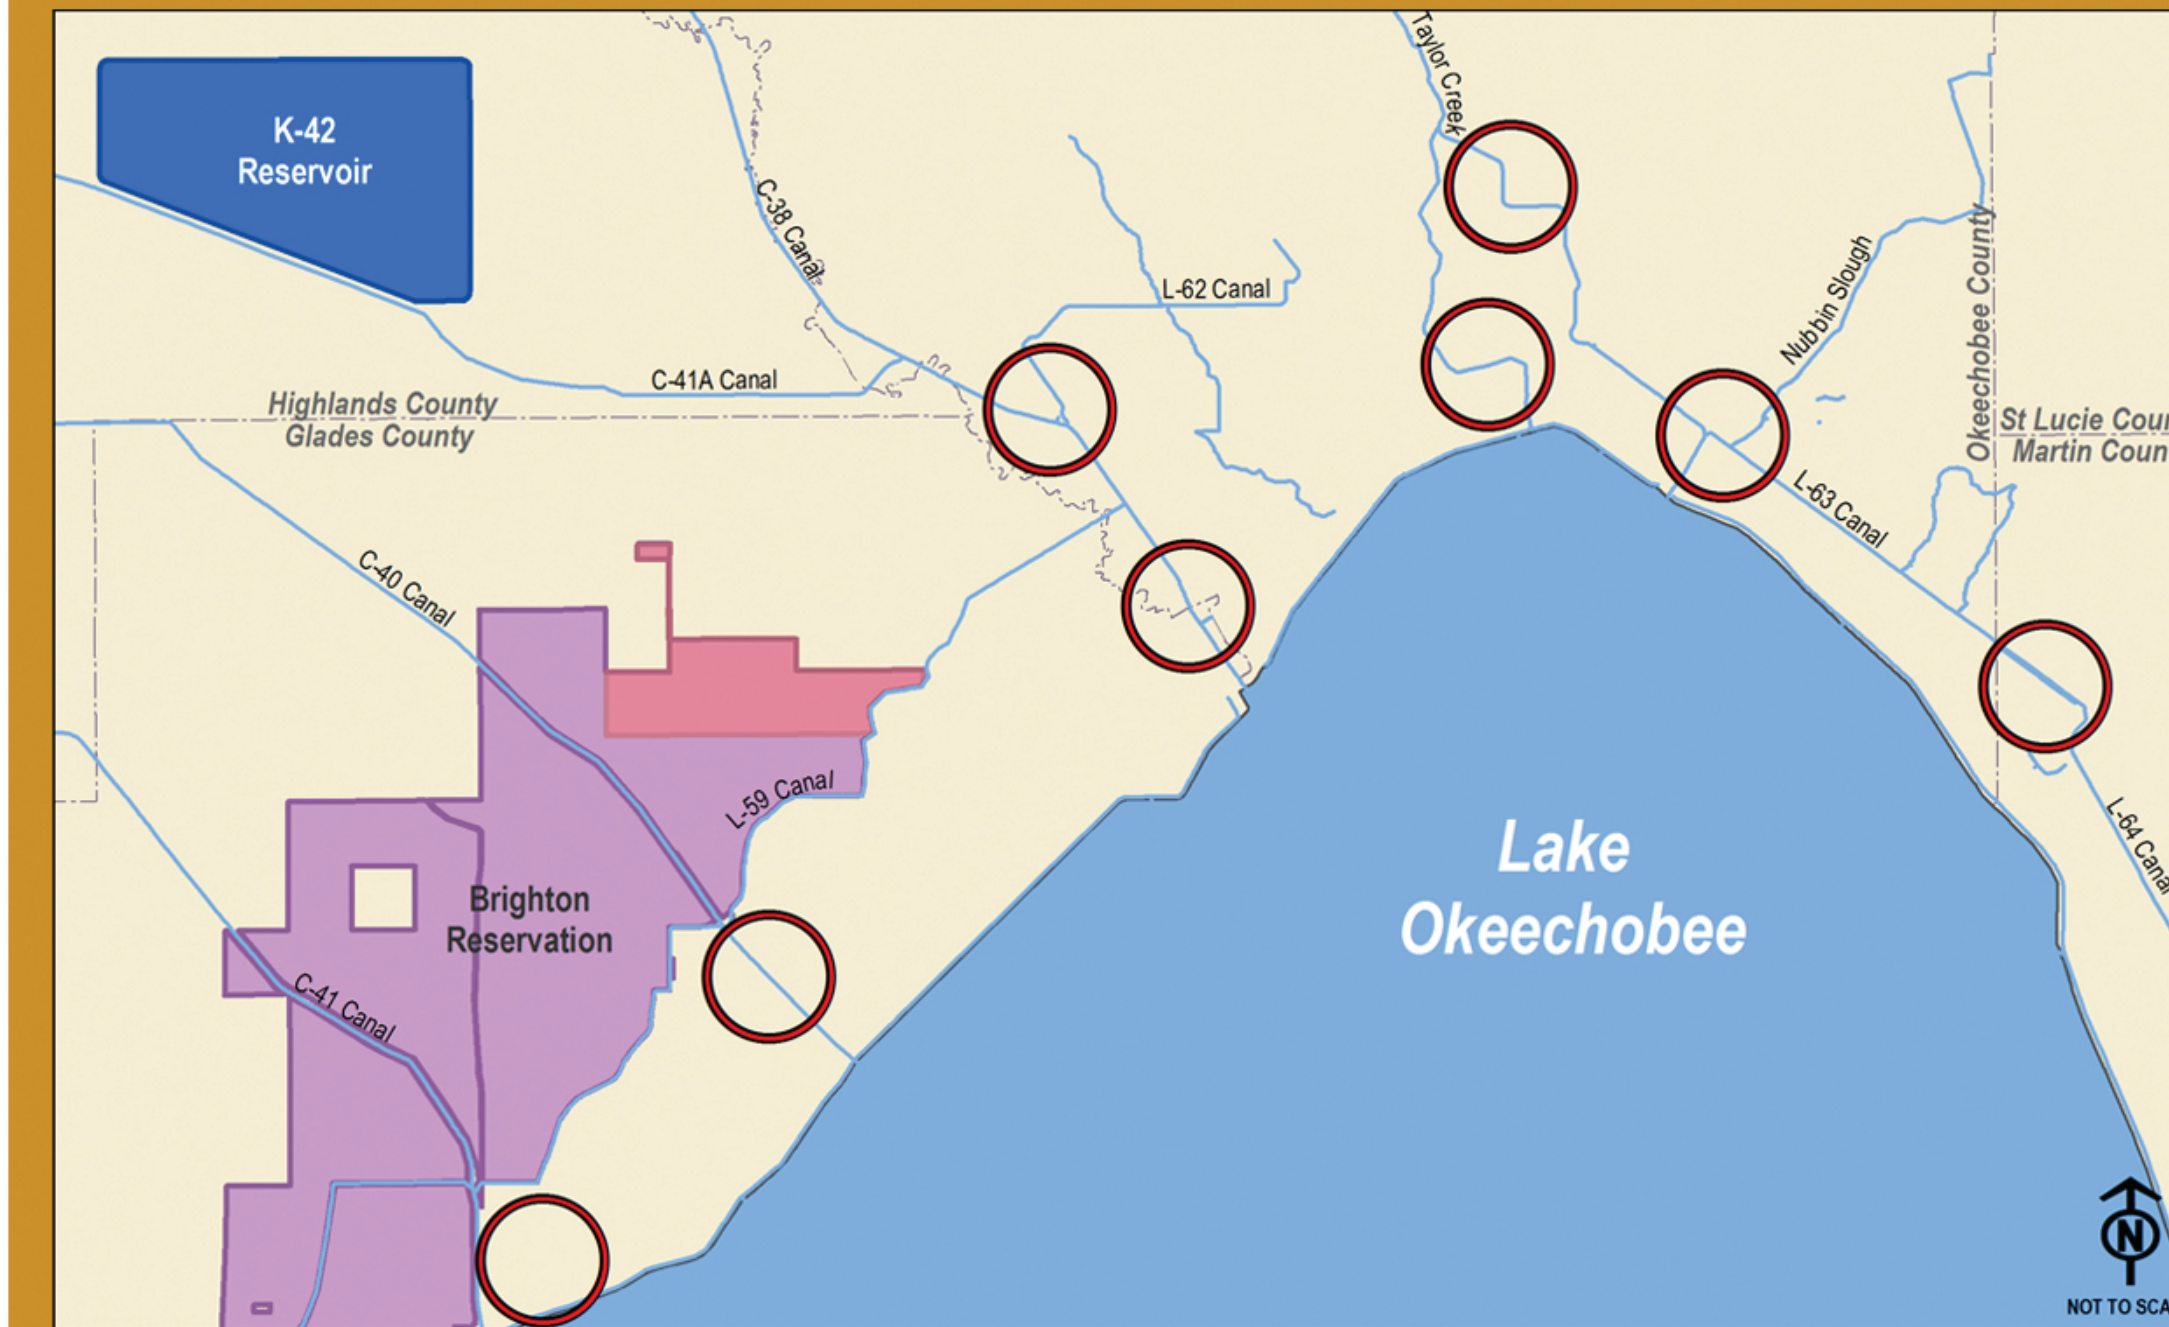 Taylor Creek
K-42
Reservoir
C-38 Canal
L-62 Canal
Nubbin Slough
Okeechobee County
C-41A Canal
Highlands County
Glades County
St Lucie Cou
Martin Coun
L-63 Canal
C-40 Canal
L-59 Canal
L-64 Canal
Lake
Okeechobee
Brighton
Reservation
C-41 Canal
N
NOT TO SCA